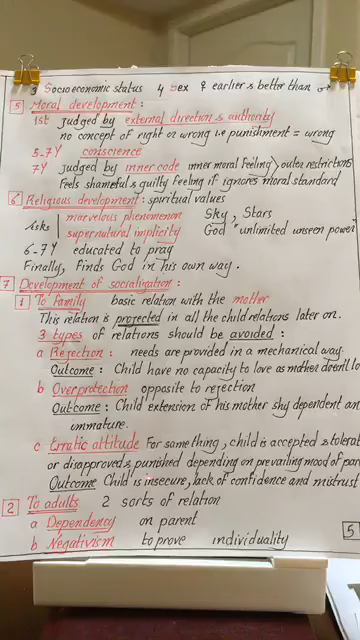 3 Socioeconomic status 4 Sex ♀ earlier & better than ♂
5 Moral development :
1st judged by external direction & authority
no concept of right or wrong i.e punishment = wrong
5-7Y conscience
7Y judged by inner code inner moral feeling > outer restrictions
Feels shameful & guilty feeling if ignores moral standard
6 Religious development : spiritual values
Asks marvelous phenomenon Sky, Stars
supernatural implicity God "unlimited unseen power
6-7Y educated to pray
Finally, finds God in his own way.
7 Development of socialization :
1 To Family basic relation with the mother
This relation is projected in all the child relations later on.
3 types of relations should be avoided :
a Rejection : needs are provided in a mechanical way.
Outcome : Child have no capacity to love as mother doesn't lo
b Overprotection opposite to rejection
Outcome : Child extension of his mother shy dependent an
immature.
c Erratic attitude For something, child is accepted & tolerat
or disapproved & punished depending on prevailing mood of par
Outcome Child is insecure, lack of confidence and mistrust
2 To adults 2 sorts of relation
a Dependency on parent
b Negativism to prove individuality
5